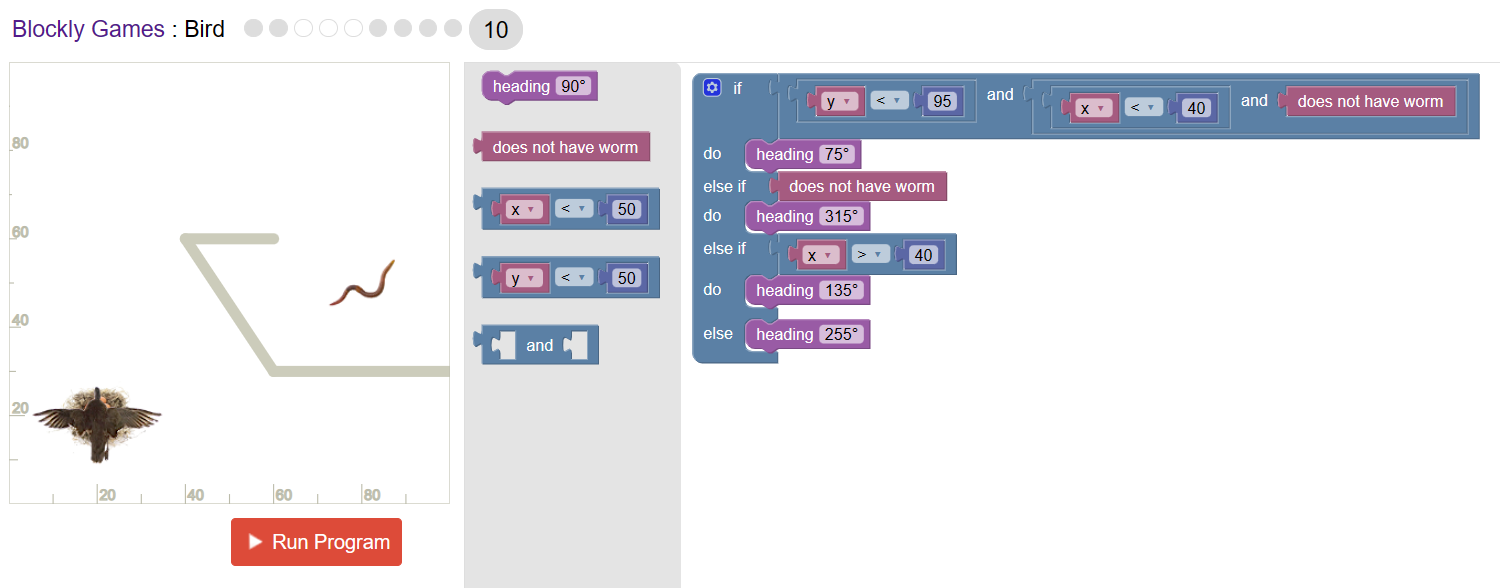 Blockly Games : Bird 10
80
60
40
20
20 40 60 80
Run Program
heading 90°
does not have worm
x < 50
y < 50
and
if y < 95 and x < 40 and does not have worm
do heading 75°
else if does not have worm
do heading 315°
else if x > 40
do heading 135°
else heading 255°